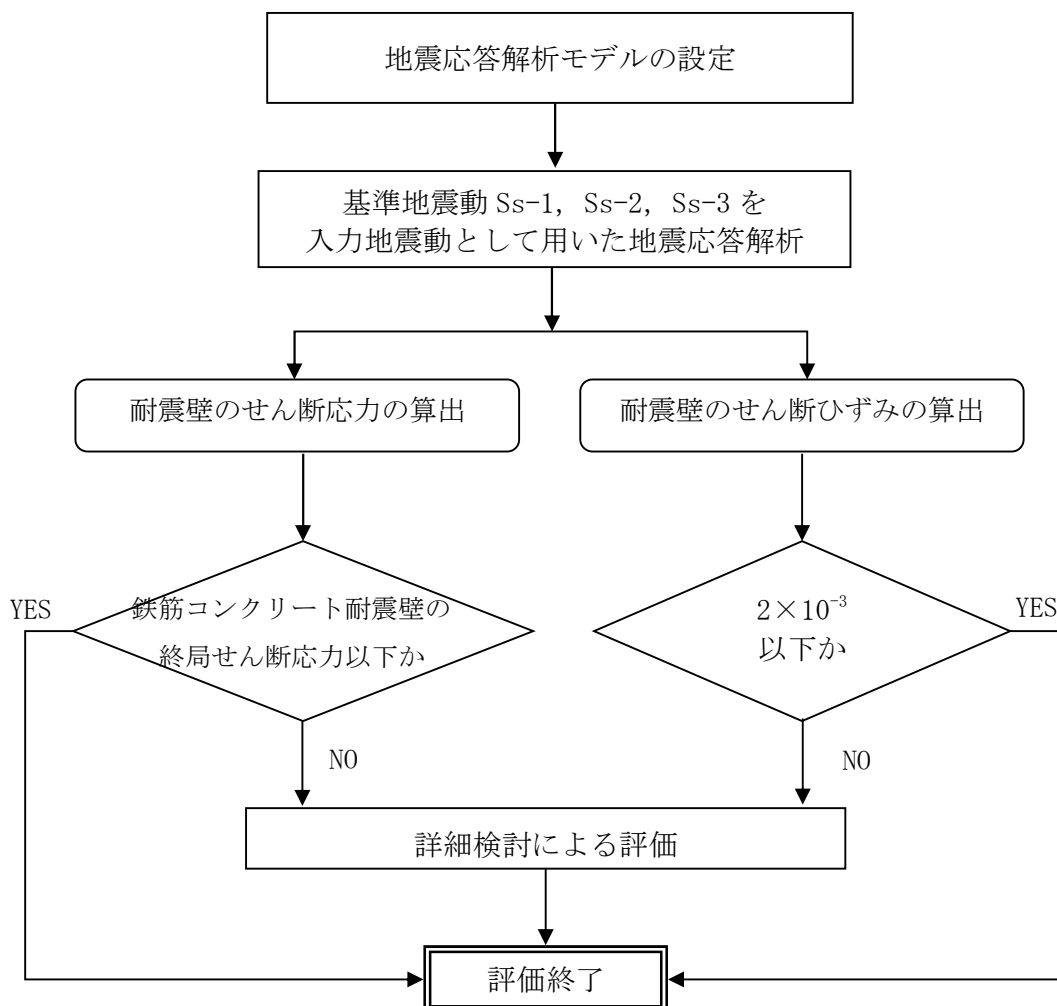 地震応答解析モデルの設定
基準地震動 Ss-1, Ss-2, Ss-3 を
入力地震動として用いた地震応答解析
耐震壁のせん断応力の算出
耐震壁のせん断ひずみの算出
YES
鉄筋コンクリート耐震壁の
終局せん断応力以下か
2×10⁻³
以下か
YES
NO
NO
詳細検討による評価
評価終了